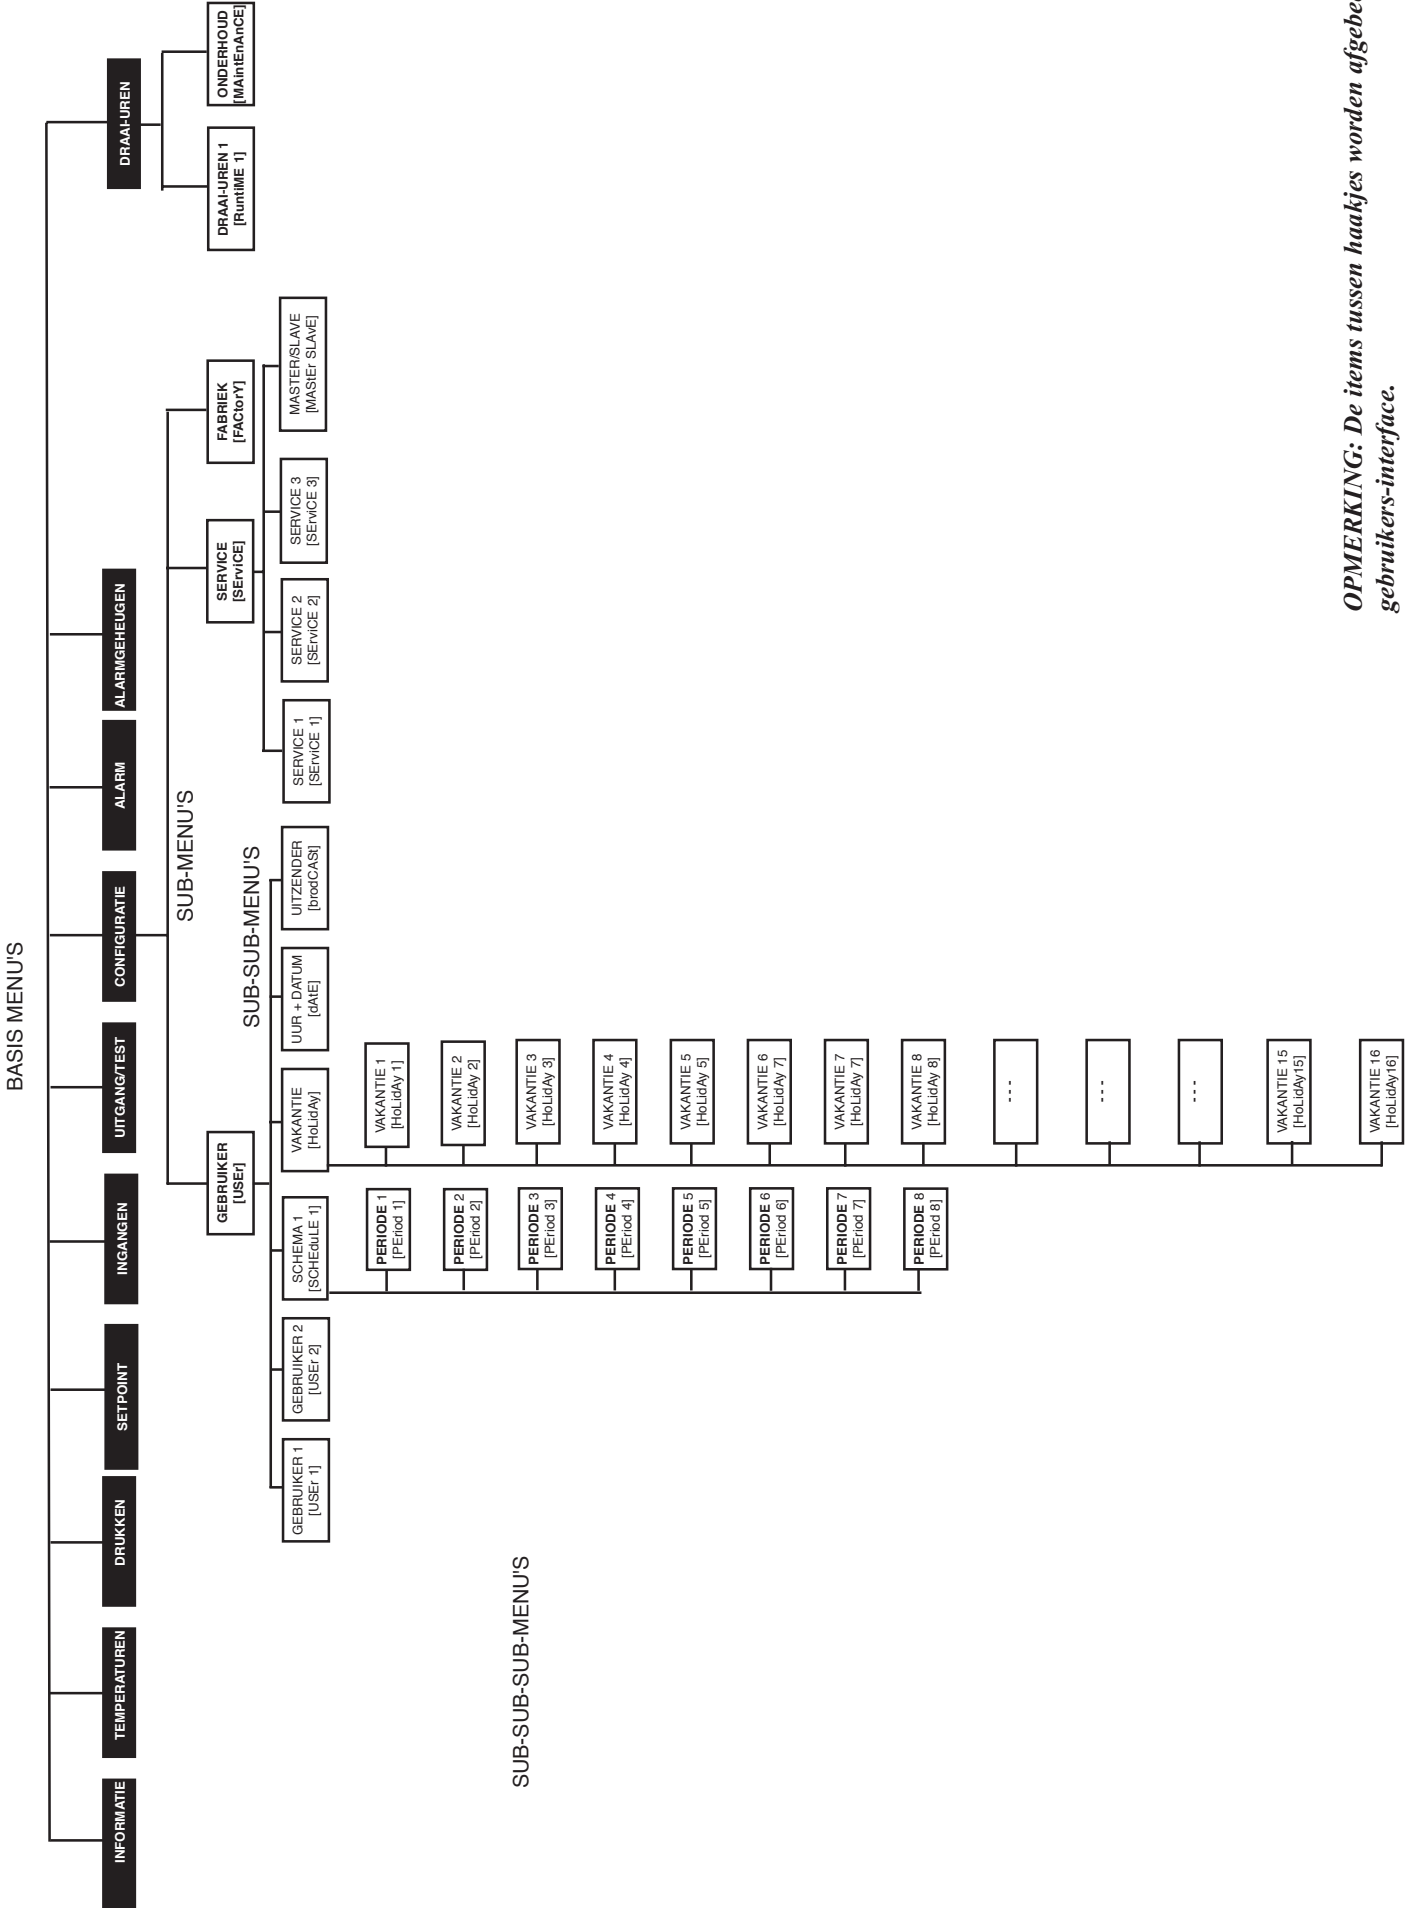 BASIS MENU'S
INFORMATIE
TEMPERATUREN
DRUKKEN
SETPOINT
INGANGEN
UITGANG/TEST
CONFIGURATIE
ALARM
ALARMGEHEUGEN
DRAAI-UREN
SUB-MENU'S
GEBRUIKER
[USEr]
SERVICE
[SErviCE]
FABRIEK
[FACtorY]
DRAAI-UREN 1
[RuntiME 1]
ONDERHOUD
[MAintEnAnCE]
SUB-SUB-MENU'S
GEBRUIKER 1
[USEr 1]
GEBRUIKER 2
[USEr 2]
SCHEMA 1
[SCHEduLE 1]
VAKANTIE
[HoLidAy]
UUR + DATUM
[dAtE]
UITZENDER
[brodCASt]
SERVICE 1
[SErviCE 1]
SERVICE 2
[SErviCE 2]
SERVICE 3
[SErviCE 3]
MASTER/SLAVE
[MAStEr SLAvE]
SUB-SUB-SUB-MENU'S
PERIODE 1
[PEriod 1]
PERIODE 2
[PEriod 2]
PERIODE 3
[PEriod 3]
PERIODE 4
[PEriod 4]
PERIODE 5
[PEriod 5]
PERIODE 6
[PEriod 6]
PERIODE 7
[PEriod 7]
PERIODE 8
[PEriod 8]
VAKANTIE 1
[HoLidAy 1]
VAKANTIE 2
[HoLidAy 2]
VAKANTIE 3
[HoLidAy 3]
VAKANTIE 4
[HoLidAy 4]
VAKANTIE 5
[HoLidAy 5]
VAKANTIE 6
[HoLidAy 7]
VAKANTIE 7
[HoLidAy 7]
VAKANTIE 8
[HoLidAy 8]
- - -
- - -
- - -
VAKANTIE 15
[HoLidAy15]
VAKANTIE 16
[HoLidAy16]
OPMERKING: De items tussen haakjes worden
gebruikers-interface.